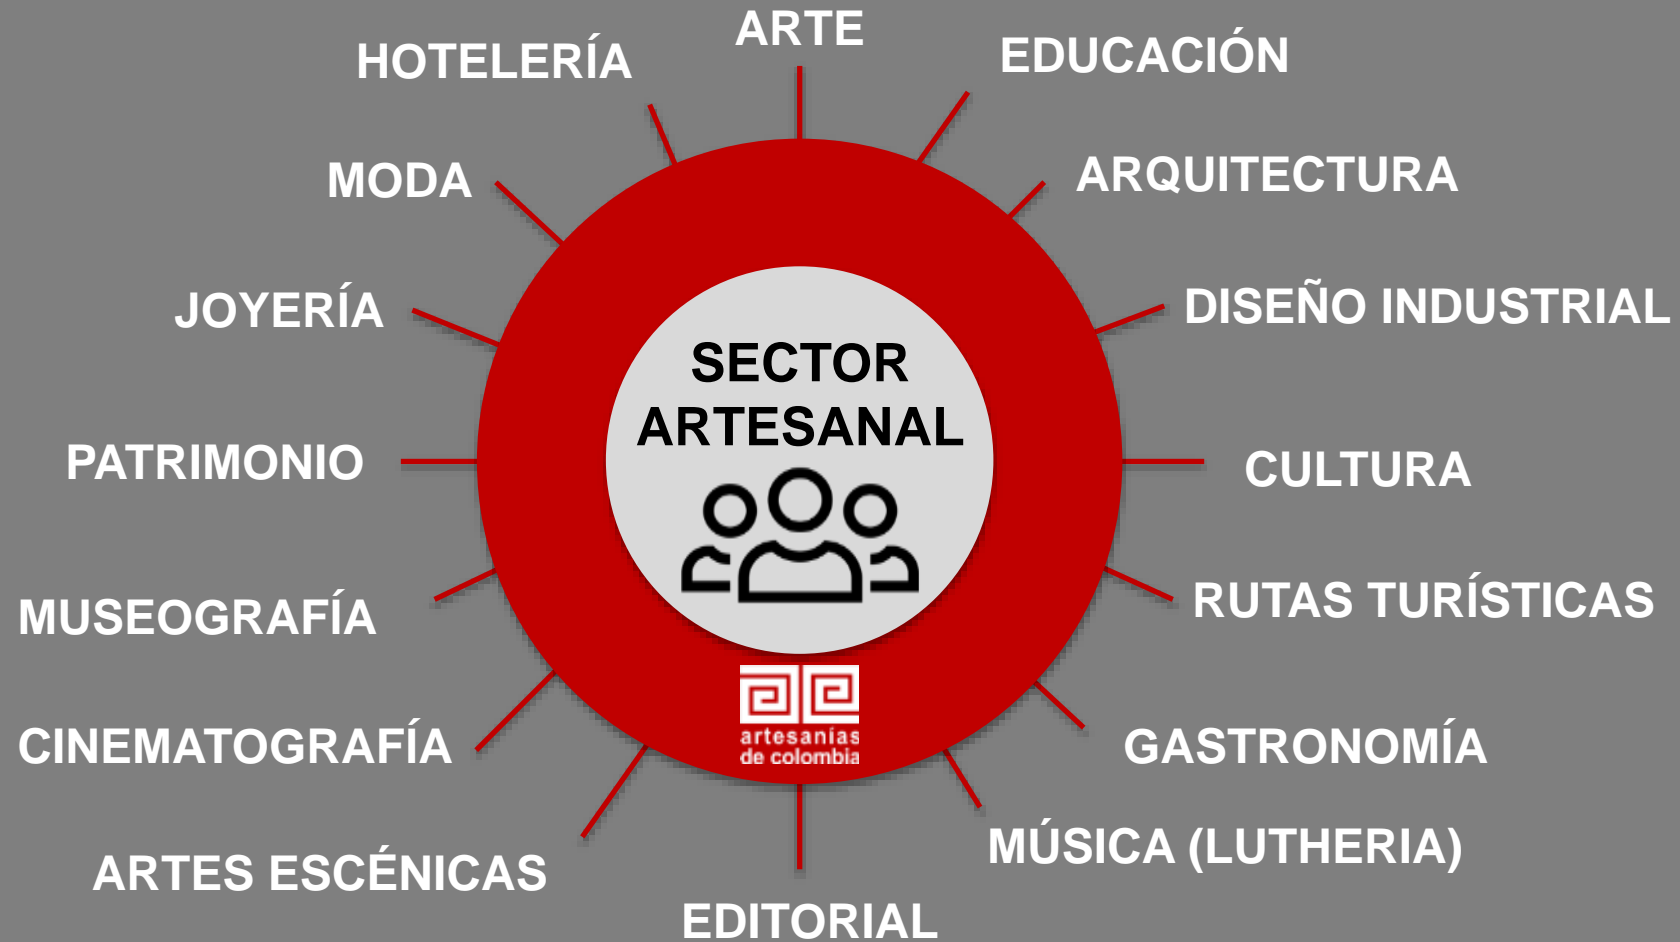 ARTE
HOTELERÍA
EDUCACIÓN
MODA
ARQUITECTURA
JOYERÍA
DISEÑO INDUSTRIAL
SECTOR
ARTESANAL
PATRIMONIO
CULTURA
MUSEOGRAFÍA
RUTAS TURÍSTICAS
artesanías
de colombia
CINEMATOGRAFÍA
GASTRONOMÍA
ARTES ESCÉNICAS
MÚSICA (LUTHERIA)
EDITORIAL